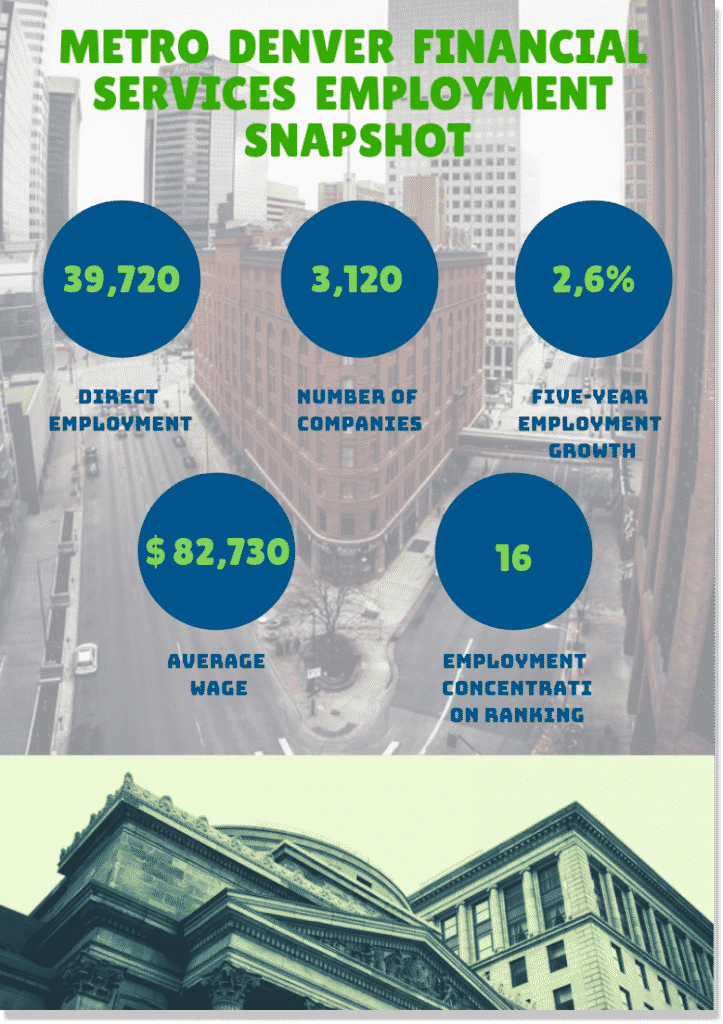 METRO DENVER FINANCIAL
SERVICES EMPLOYMENT
SNAPSHOT
39,720
3,120
2,6%
DIRECT
EMPLOYMENT
NUMBER OF
COMPANIES
FIVE-YEAR
EMPLOYMENT
GROWTH
$ 82,730
16
AVERAGE
WAGE
EMPLOYMENT
CONCENTRATI
ON RANKING